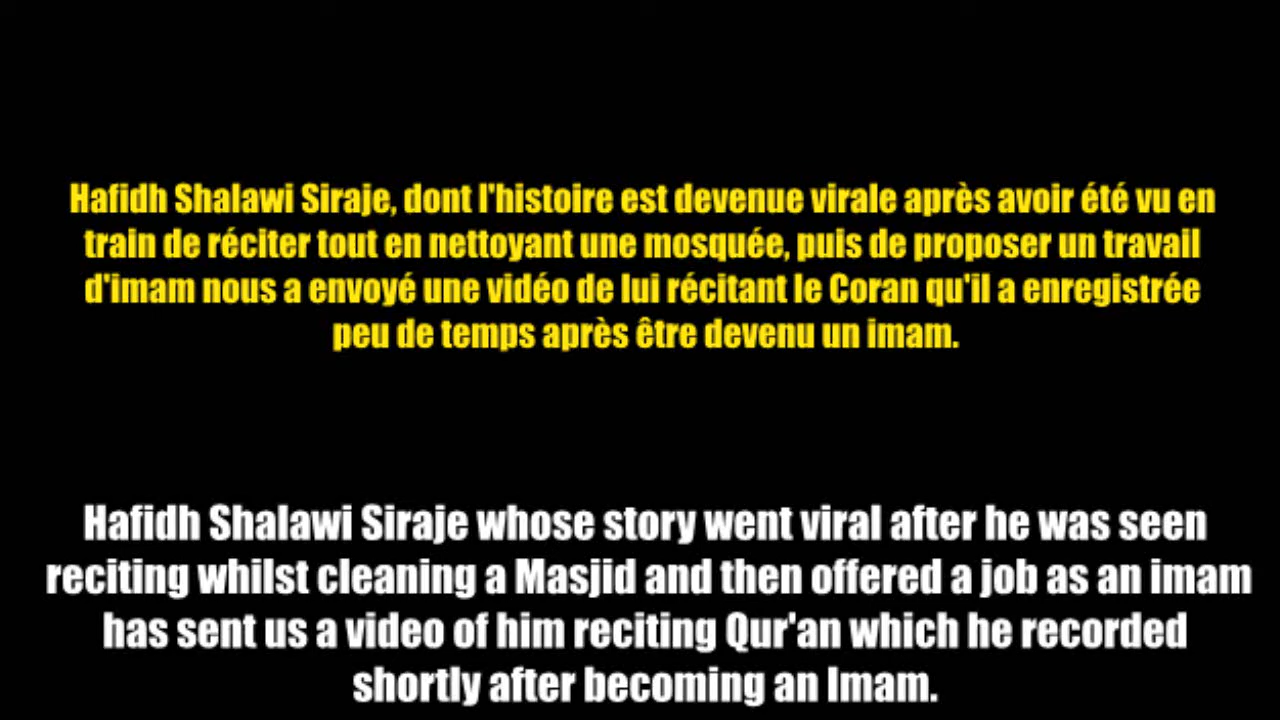 Hafidh Shalawi Siraje, dont l'histoire est devenue virale après avoir été vu en
train de réciter tout en nettoyant une mosquée, puis de proposer un travail
d'imam nous a envoyé une vidéo de lui récitant le Coran qu'il a enregistrée
peu de temps après être devenu un imam.
Hafidh Shalawi Siraje whose story went viral after he was seen
reciting whilst cleaning a Masjid and then offered a job as an imam
has sent us a video of him reciting Qur'an which he recorded
shortly after becoming an Imam.